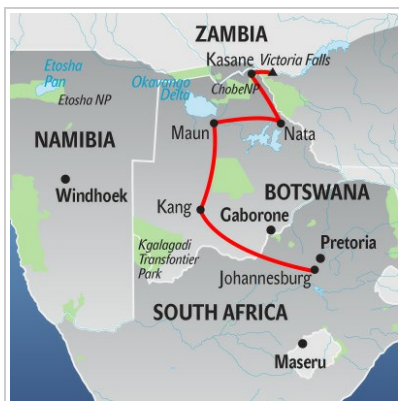 ZAMBIA
Kasane
Victoria Falls
Etosha
Pan
Okavango
Delta
ChobeNP
Etosha NP
Maun
Nata
NAMIBIA
Windhoek
BOTSWANA
Kang
Gaborone
Pretoria
Kgalagadi
Transfontier
Park
Johannesburg
SOUTH AFRICA
Maseru